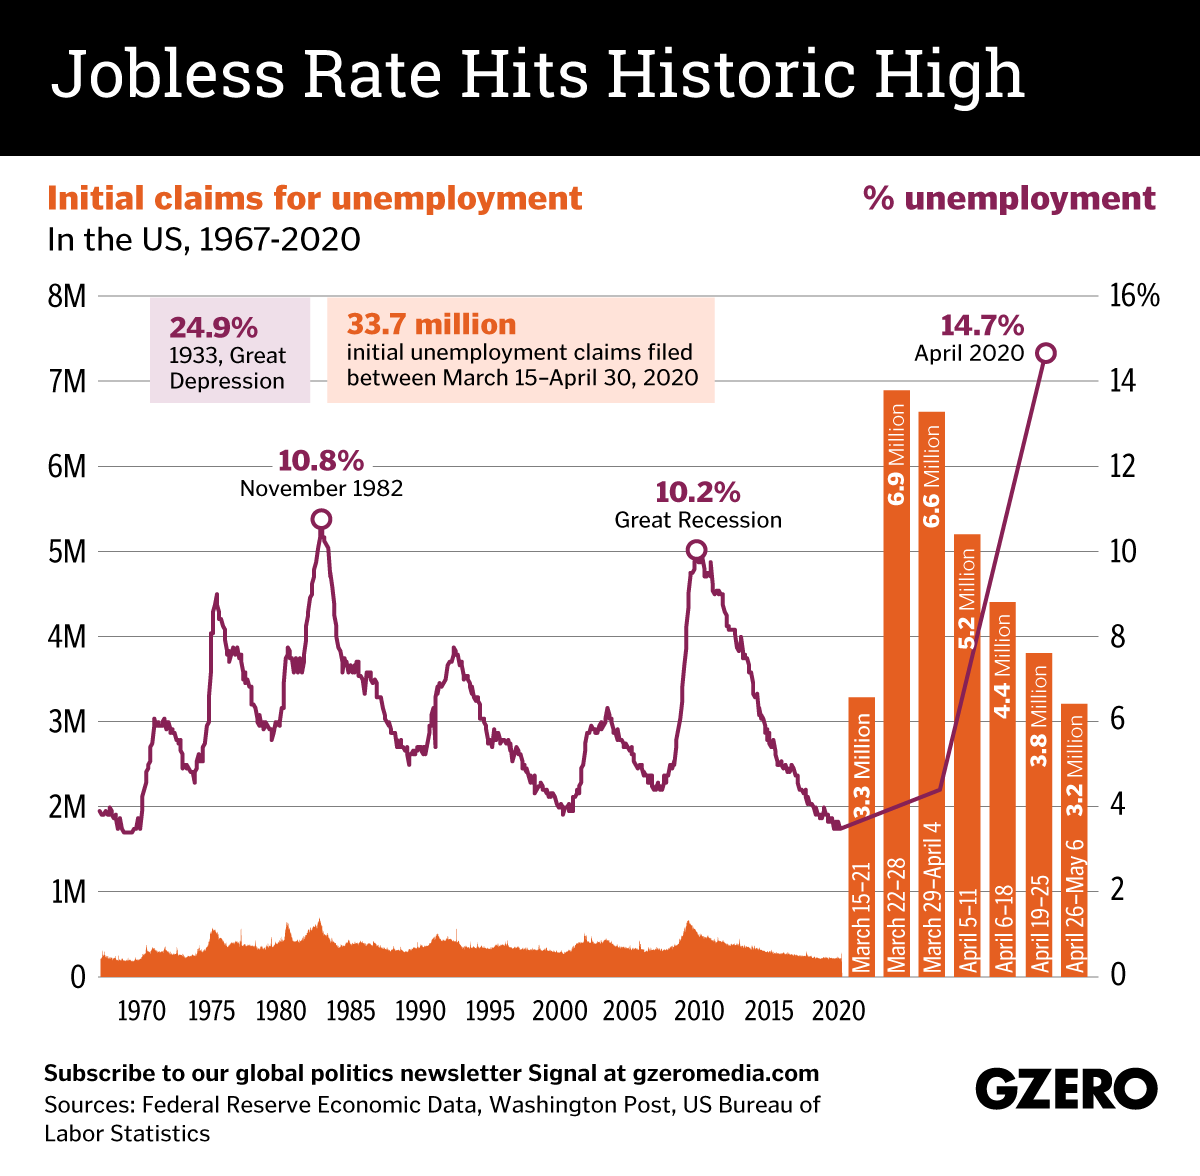 Jobless Rate Hits Historic High
Initial claims for unemployment
% unemployment
In the US, 1967-2020
8M
16%
24.9%
1933, Great
Depression
33.7 million
initial unemployment claims filed
between March 15–April 30, 2020
14.7%
April 2020
7M
14
6M
12
10.8%
November 1982
10.2%
Great Recession
5M
10
4M
8
3M
6
2M
4
1M
2
0
0
3.3 Million
6.9 Million
6.6 Million
5.2 Million
4.4 Million
3.8 Million
3.2 Million
March 15–21
March 22–28
March 29–April 4
April 5–11
April 6–18
April 19–25
April 26–May 6
1970
1975
1980
1985
1990
1995
2000
2005
2010
2015
2020
Subscribe to our global politics newsletter Signal at gzeromedia.com
Sources: Federal Reserve Economic Data, Washington Post, US Bureau of
Labor Statistics
GZERO